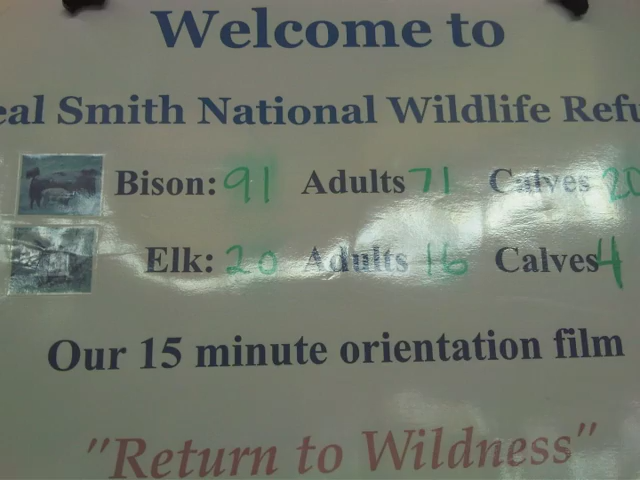 Welcome to
eal Smith National Wildlife Refu
Bison: 91 Adults 71 Calves 20
Elk: 20 Adults 16 Calves 4
Our 15 minute orientation film
"Return to Wildness"